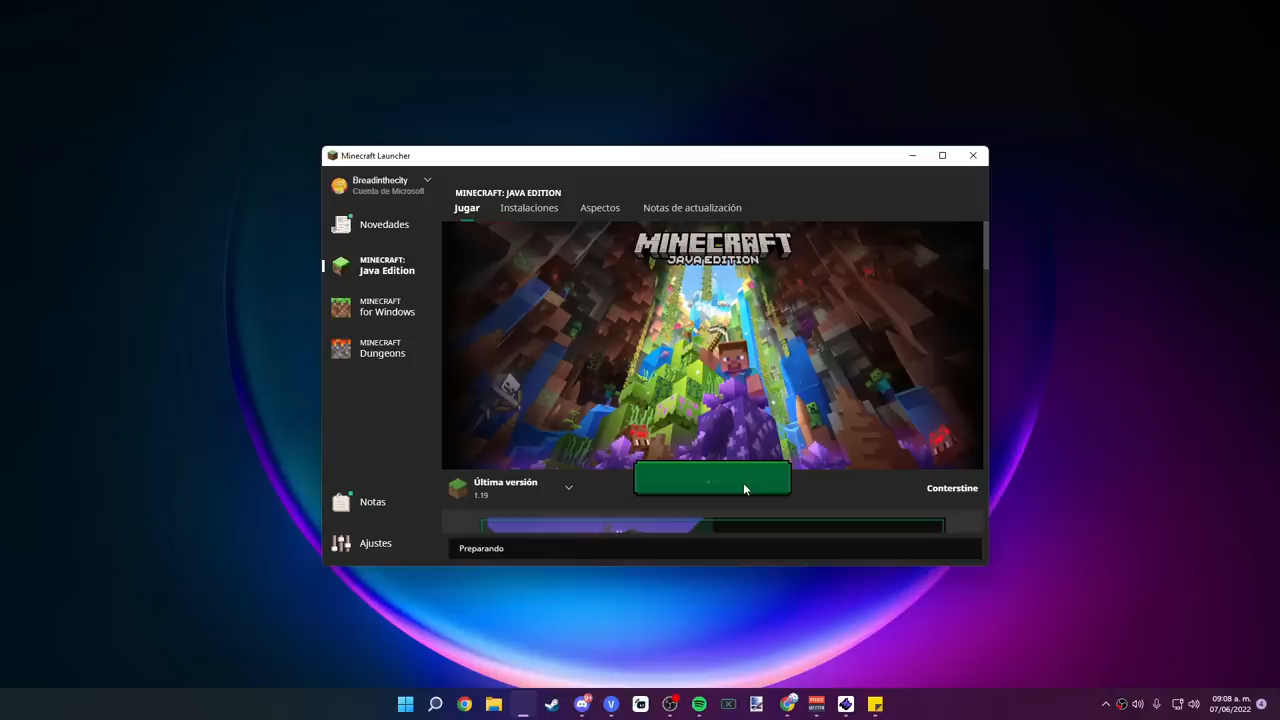 Minecraft Launcher
Breadinthecity
Cuenta de Microsoft
Novedades
MINECRAFT:
Java Edition
MINECRAFT
for Windows
MINECRAFT
Dungeons
Notas
Ajustes
MINECRAFT: JAVA EDITION
Jugar Instalaciones Aspectos Notas de actualización
MINECRAFT
JAVA EDITION
Última versión
1.19
Conterstine
Preparando
09:08 a. m.
07/06/2022